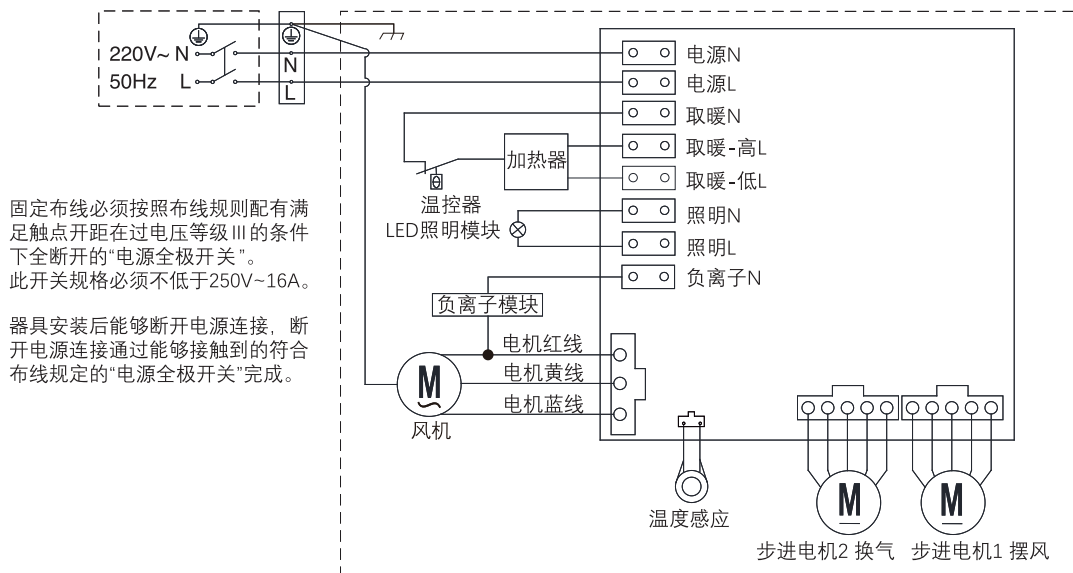 220V~ N
50Hz L
N
L
电源N
电源L
取暖N
取暖-高L
加热器
取暖-低L
温控器
照明N
LED照明模块
照明L
负离子N
负离子模块
固定布线必须按照布线规则配有满
足触点开距在过电压等级Ⅲ的条件
下全断开的“电源全极开关”。
此开关规格必须不低于250V~16A。
器具安装后能够断开电源连接，断
开电源连接通过能够接触到的符合
布线规定的“电源全极开关”完成。
电机红线
电机黄线
电机蓝线
M
风机
温度感应
M
步进电机2 换气
M
步进电机1 摆风